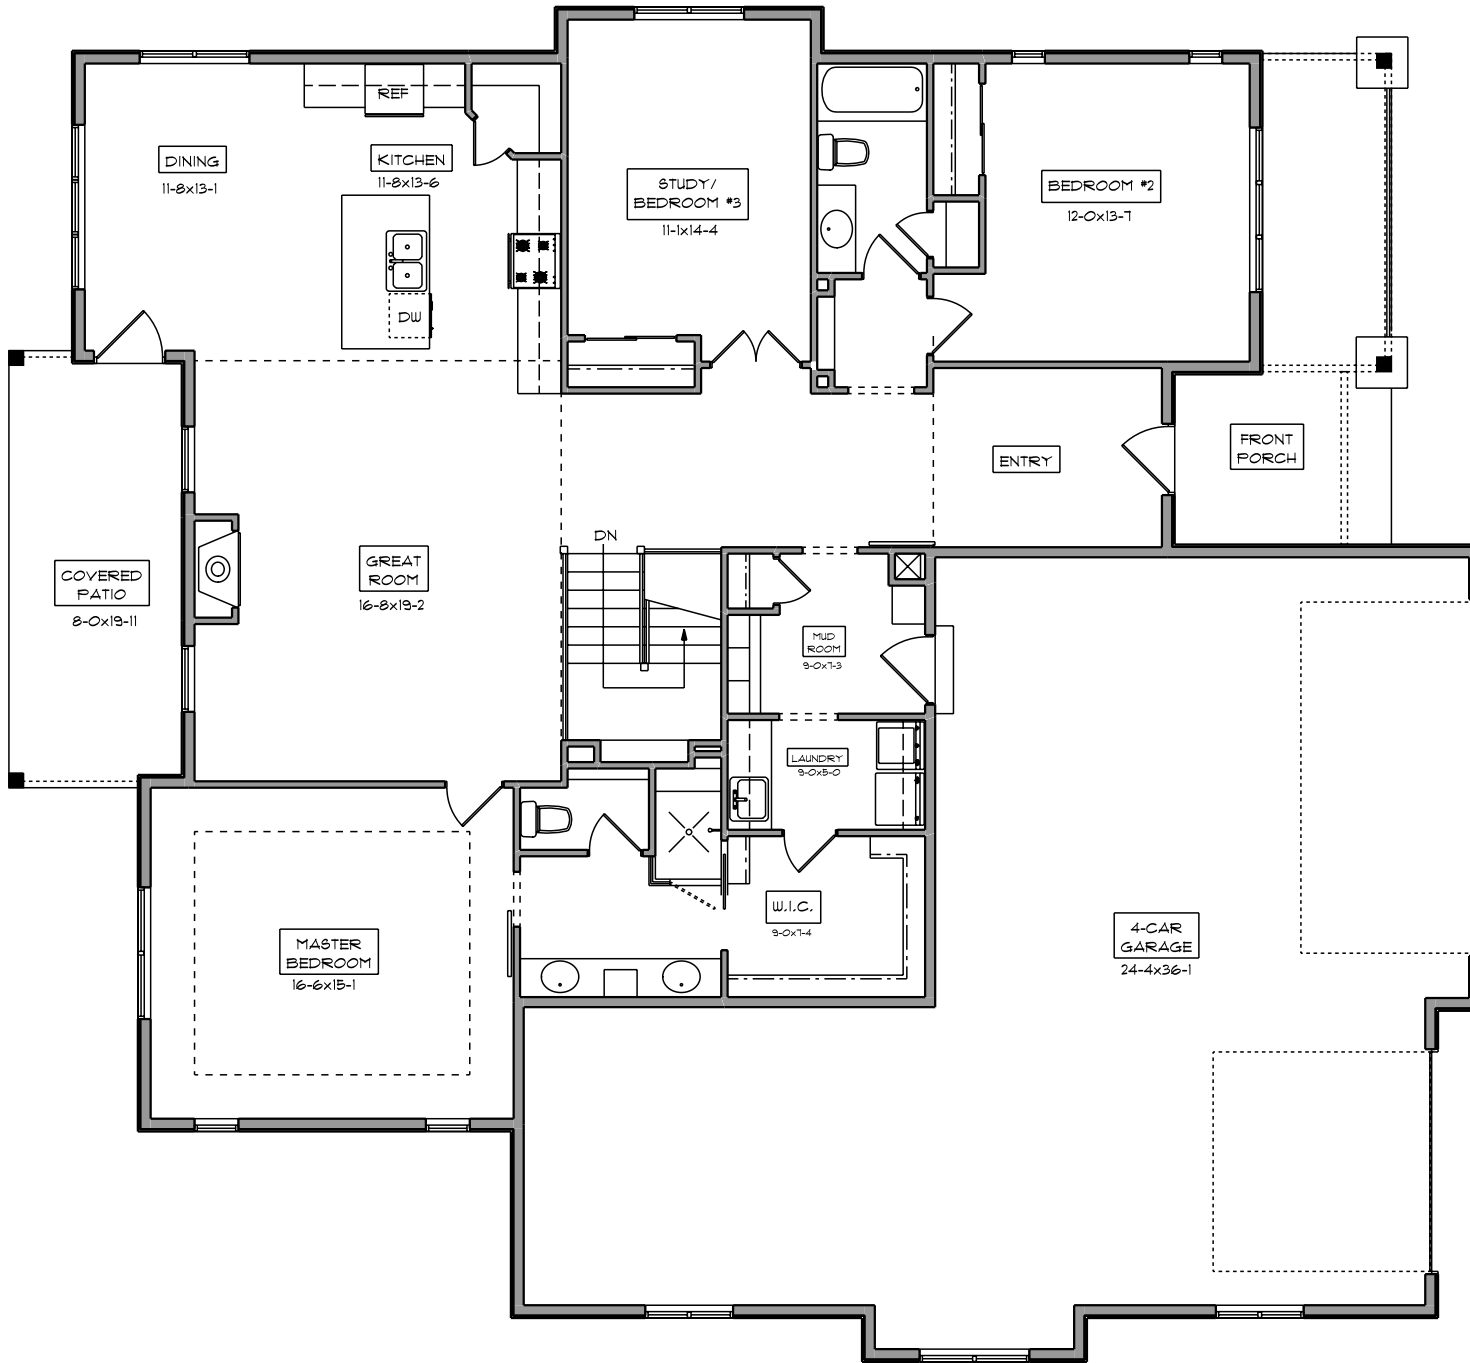 REF
DINING
11-8x13-1
KITCHEN
11-8x13-6
STUDY/
BEDROOM #3
11-1x14-4
BEDROOM #2
12-0x13-7
DW
ENTRY
FRONT
PORCH
DN
COVERED
PATIO
8-0x19-11
GREAT
ROOM
16-8x19-2
MUD
ROOM
9-0x7-3
LAUNDRY
9-0x5-0
W.I.C.
9-0x7-4
MASTER
BEDROOM
16-6x15-1
4-CAR
GARAGE
24-4x36-1